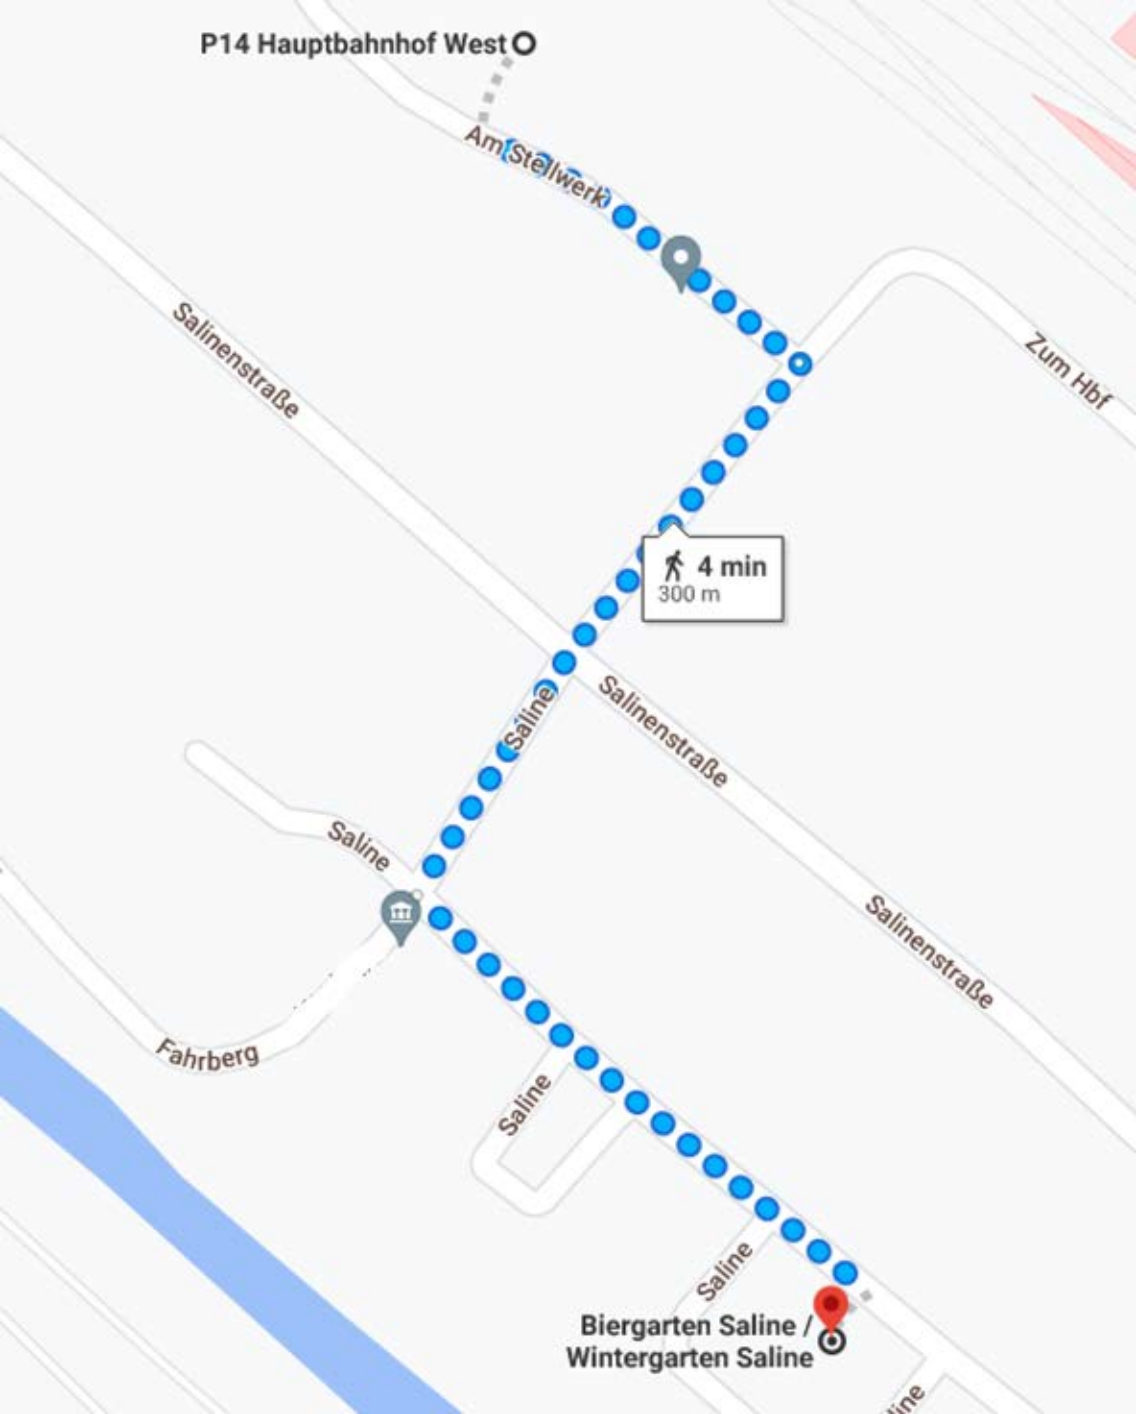 P14 Hauptbahnhof West
Am Stellwerk
Salinenstraße
Zum Hbf
4 min
300 m
Saline
Salinenstraße
Saline
Salinenstraße
Fahrberg
Saline
Saline
Biergarten Saline /
Wintergarten Saline
line